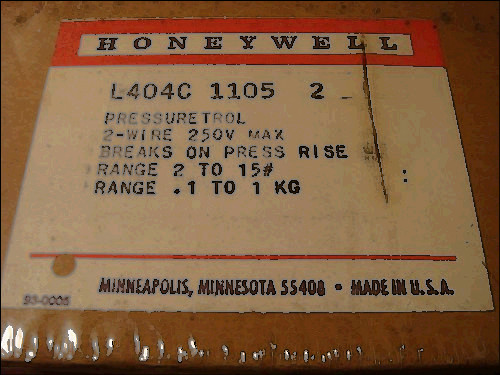 HONEYWELL
L404C 1105 2
PRESSURETROL
2-WIRE 250V MAX
BREAKS ON PRESS RISE
RANGE 2 TO 15#
RANGE .1 TO 1 KG
MINNEAPOLIS, MINNESOTA 55408 • MADE IN U.S.A.
93-0005